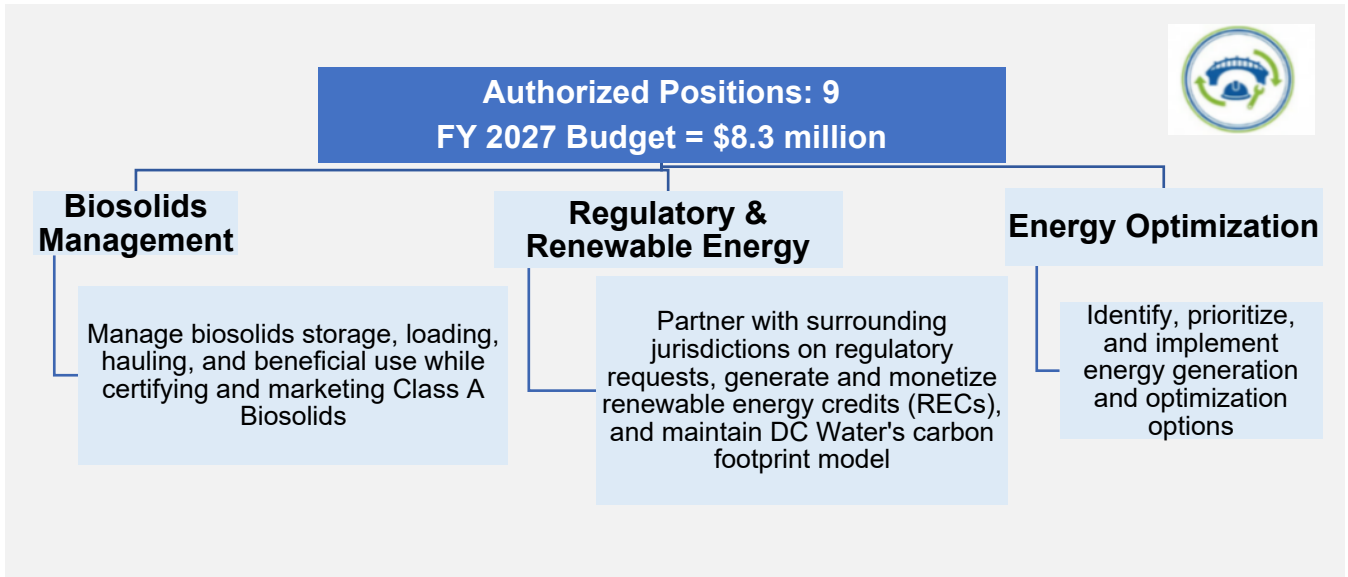 Authorized Positions: 9
FY 2027 Budget = $8.3 million
Biosolids
Management
Manage biosolids storage, loading,
hauling, and beneficial use while
certifying and marketing Class A
Biosolids
Regulatory &
Renewable Energy
Partner with surrounding
jurisdictions on regulatory
requests, generate and monetize
renewable energy credits (RECs),
and maintain DC Water's carbon
footprint model
Energy Optimization
Identify, prioritize,
and implement
energy generation
and optimization
options